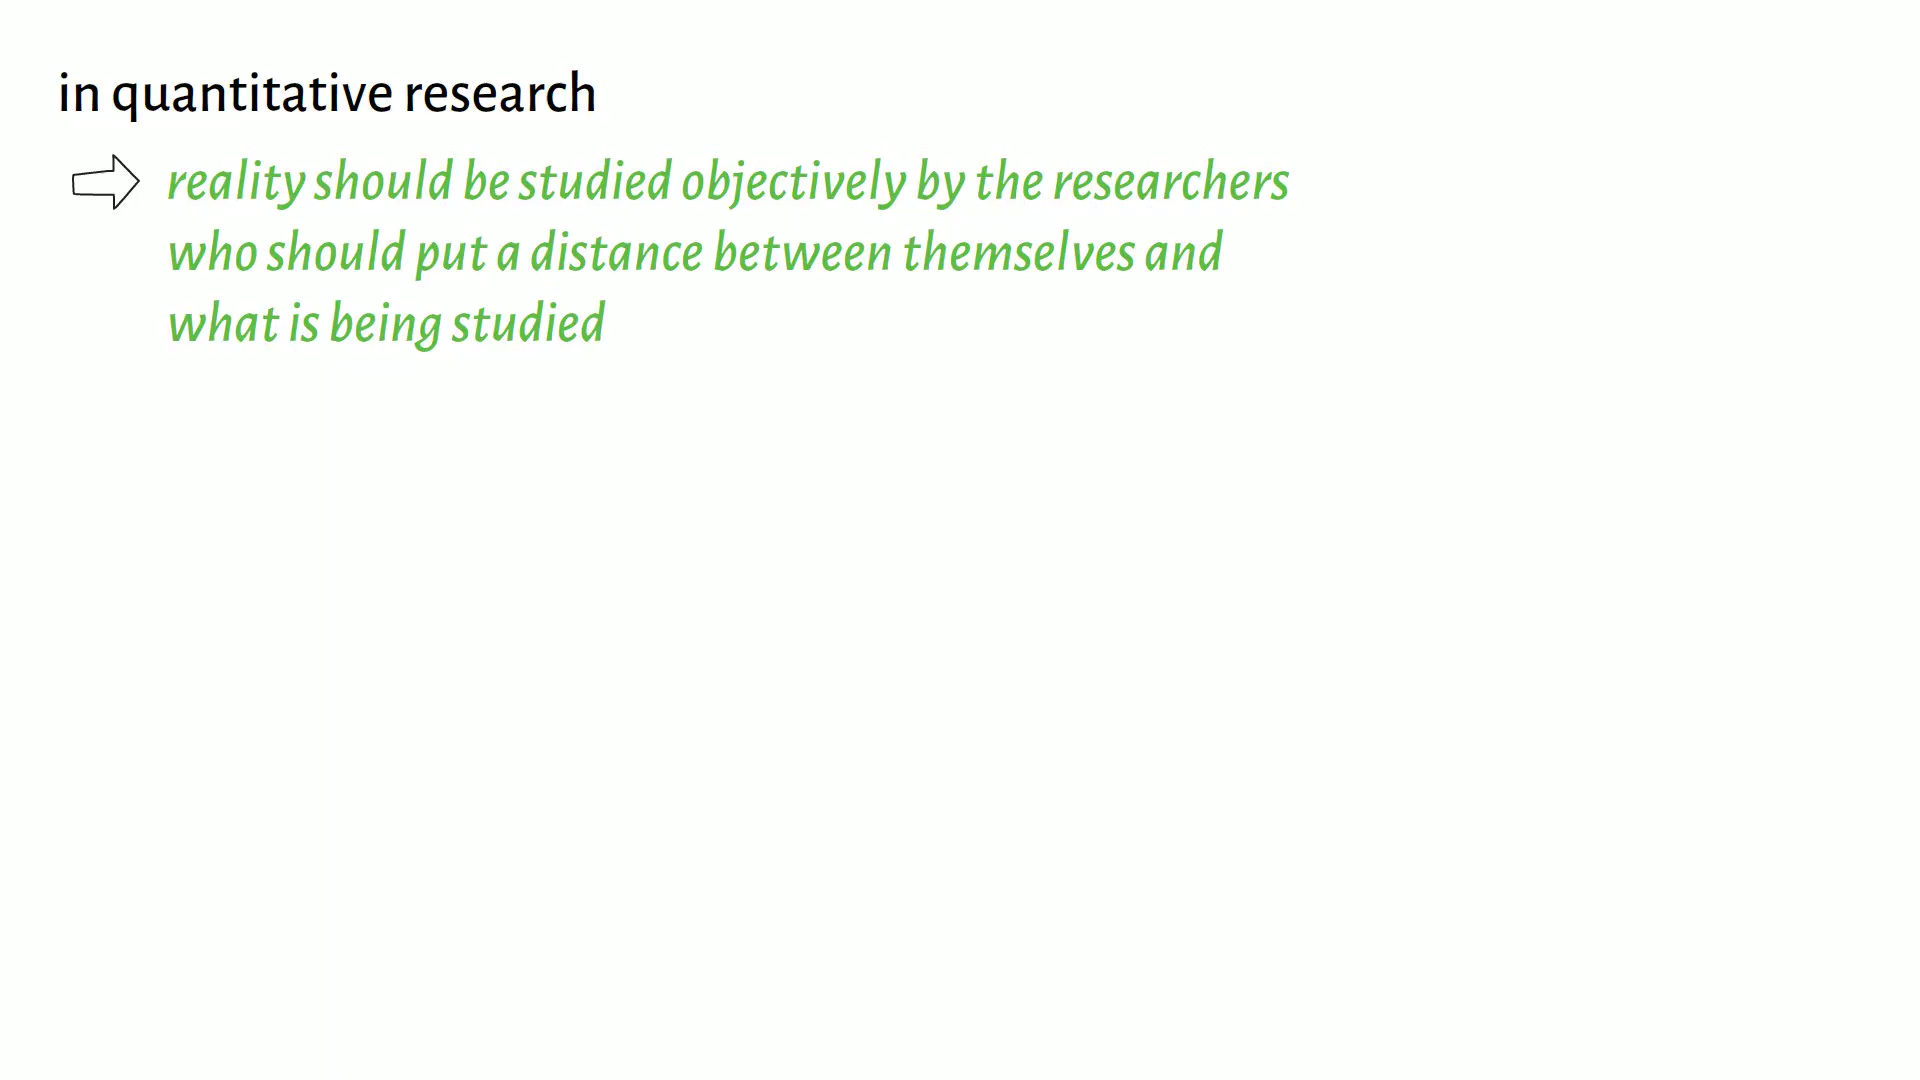 in quantitative research
reality should be studied objectively by the researchers
who should put a distance between themselves and
what is being studied